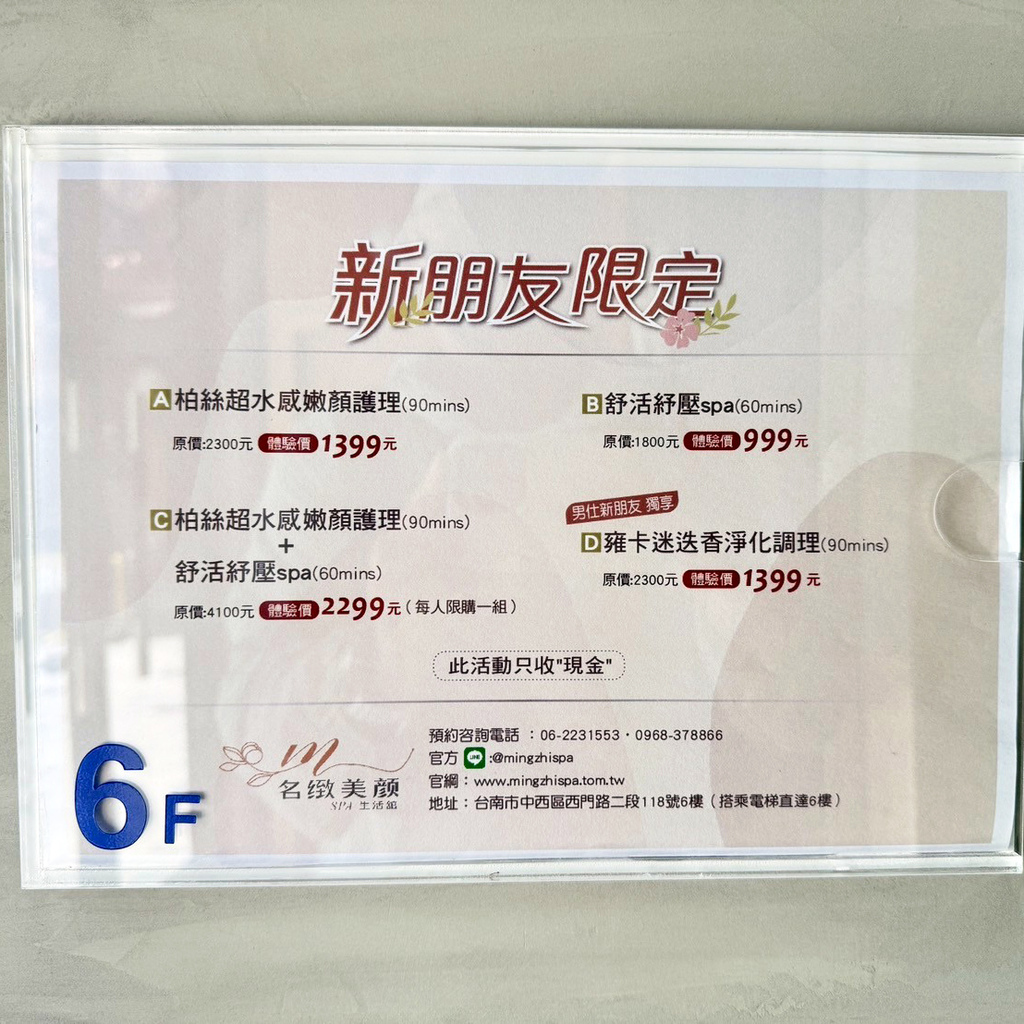 新朋友限定
A 柏絲超水感嫩顏護理(90mins)
原價:2300元 體驗價 1399元
B 舒活紓壓spa(60mins)
原價:1800元 體驗價 999元
C 柏絲超水感嫩顏護理(90mins)
+
舒活紓壓spa(60mins)
原價:4100元 體驗價 2299元 (每人限購一組)
男仕新朋友 獨享
D 雍卡迷迭香淨化調理(90mins)
原價:2300元 體驗價 1399元
此活動只收"現金"
m
名緻美颜
SPA 生活館
預約咨詢電話 : 06-2231553・0968-378866
官方 LINE :@mingzhispa
官網：www.mingzhispa.tom.tw
地址：台南市中西區西門路二段118號6樓（搭乘電梯直達6樓）
6F